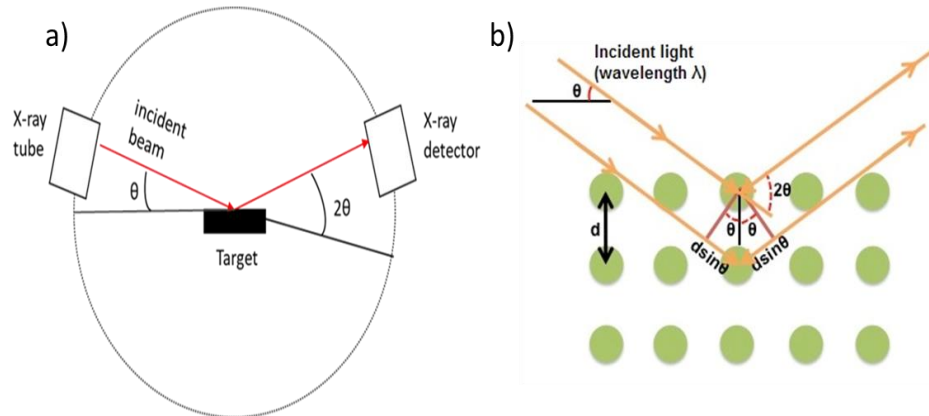 a)
X-ray
tube
incident
beam
X-ray
detector
θ
2θ
Target
b)
Incident light
(wavelength λ)
θ
2θ
d
θ θ
dsinθ dsinθ